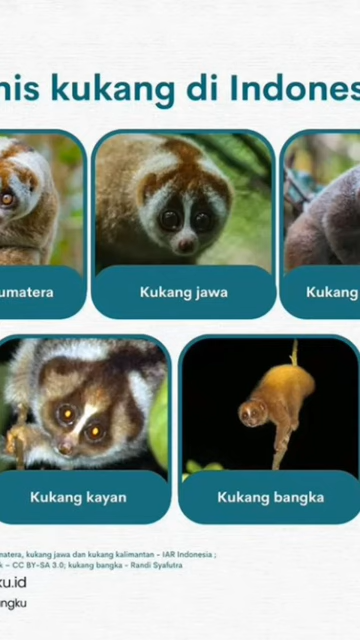 nis kukang di Indones
umatera
Kukang jawa
Kukang
Kukang kayan
Kukang bangka
matera, kukang jawa dan kukang kalimantan - IAR Indonesia ;
k - CC BY-SA 3.0; kukang bangka - Randi Syafutra
ku.id
ngku